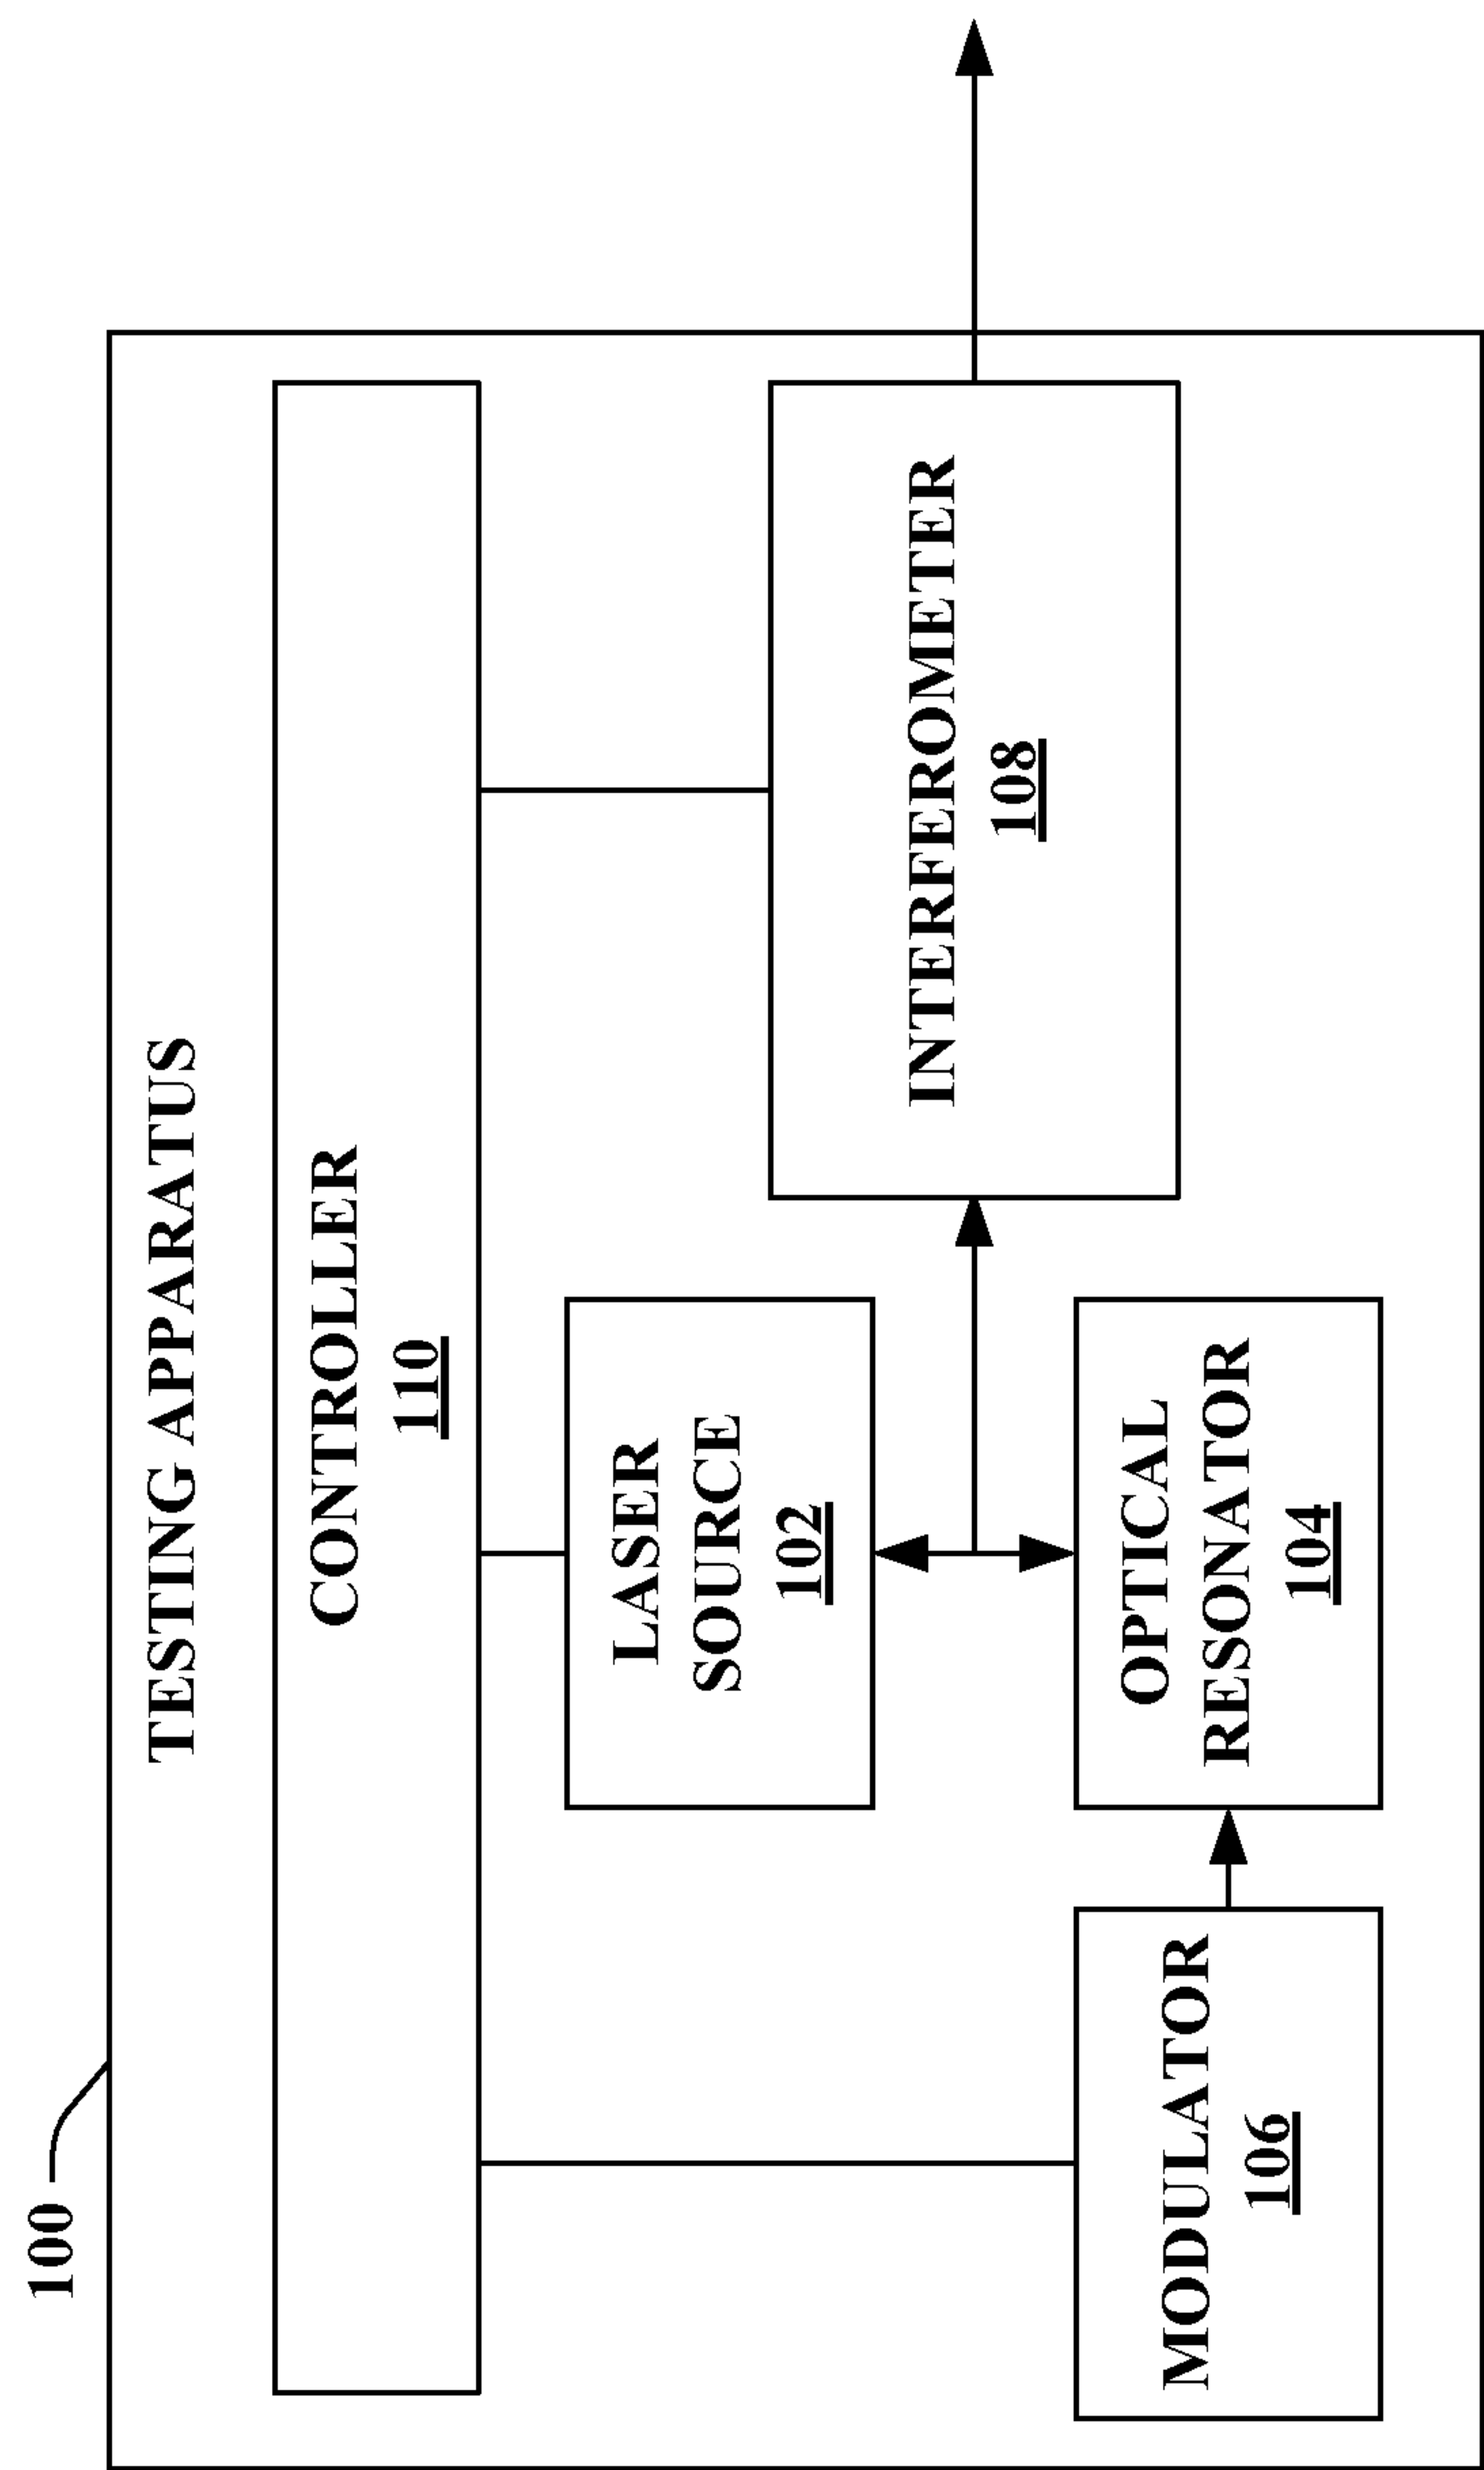 100
TESTING APPARATUS
CONTROLLER
110
LASER
SOURCE
102
INTERFEROMETER
108
MODULATOR
106
OPTICAL
RESONATOR
104